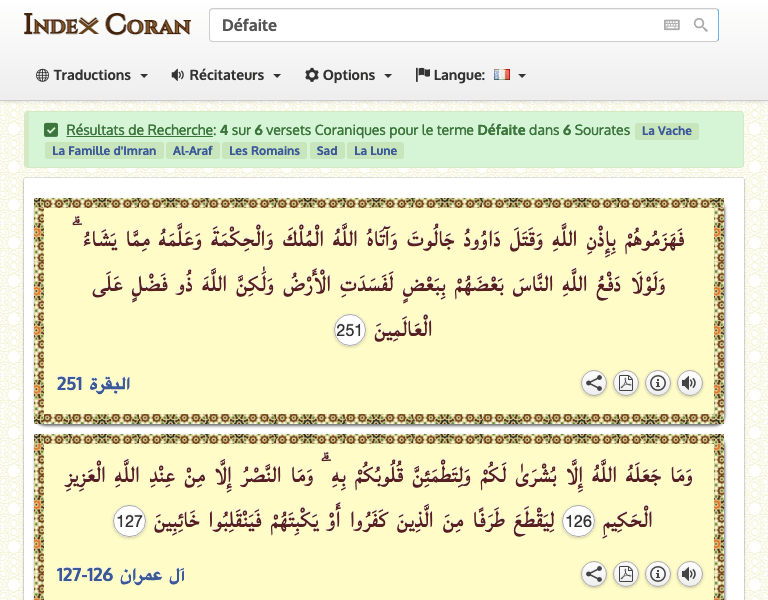 INDEX CORAN
Défaite
Traductions Récitateurs Options Langue:
Résultats de Recherche: 4 sur 6 versets Coraniques pour le terme Défaite dans 6 Sourates La Vache
La Famille d'Imran Al-Araf Les Romains Sad La Lune
فَهَزَمُوهُمْ بِإِذْنِ اللَّهِ وَقَتَلَ دَاوُودُ جَالُوتَ وَآتَاهُ اللَّهُ الْمُلْكَ وَالْحِكْمَةَ وَعَلَّمَهُ مِمَّا يَشَاءُ ۗ
وَلَوْلَا دَفْعُ اللَّهِ النَّاسَ بَعْضَهُمْ بِبَعْضٍ لَفَسَدَتِ الْأَرْضُ وَلَٰكِنَّ اللَّهَ ذُو فَضْلٍ عَلَى
الْعَالَمِينَ 251
البقرة 251
وَمَا جَعَلَهُ اللَّهُ إِلَّا بُشْرَىٰ لَكُمْ وَلِتَطْمَئِنَّ قُلُوبُكُمْ بِهِ ۗ وَمَا النَّصْرُ إِلَّا مِنْ عِنْدِ اللَّهِ الْعَزِيزِ
الْحَكِيمِ 126 لِيَقْطَعَ طَرَفًا مِنَ الَّذِينَ كَفَرُوا أَوْ يَكْبِتَهُمْ فَيَنْقَلِبُوا خَائِبِينَ 127
آل عمران 126-127